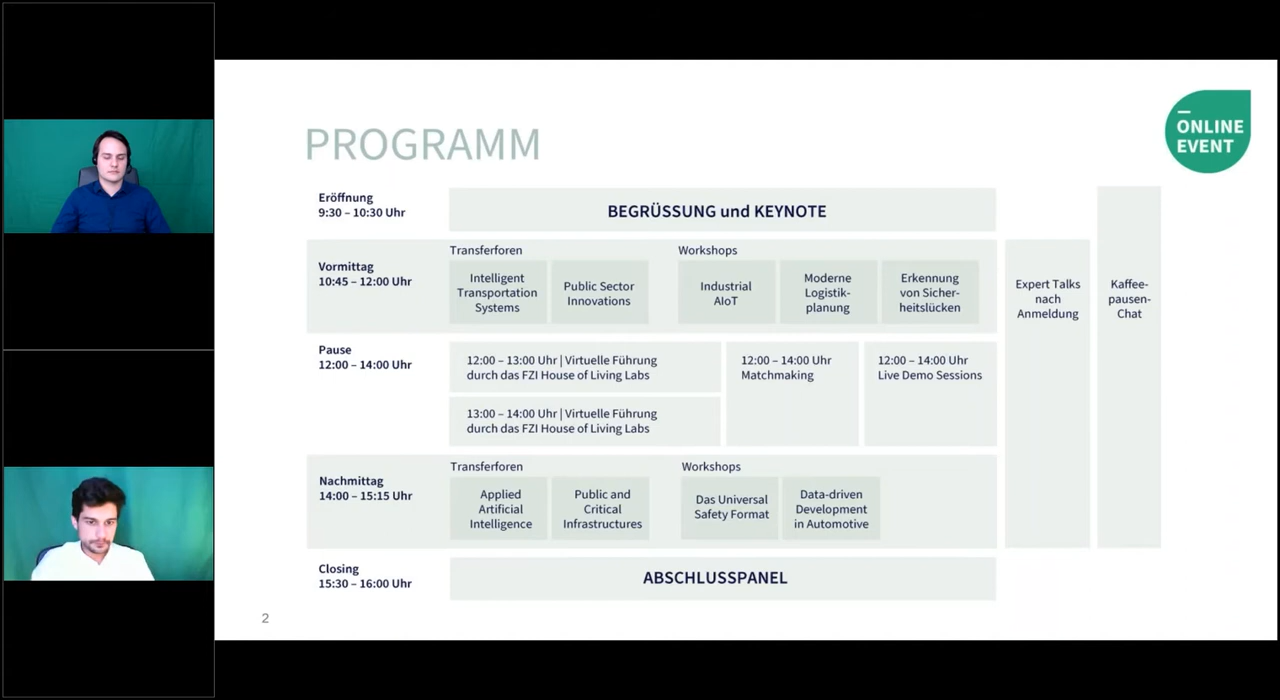 ONLINE
EVENT
PROGRAMM
Eröffnung
9:30 – 10:30 Uhr
BEGRÜSSUNG und KEYNOTE
Vormittag
10:45 – 12:00 Uhr
Transferforen
Intelligent
Transportation
Systems
Public Sector
Innovations
Workshops
Industrial
AIoT
Moderne
Logistik-
planung
Erkennung
von Sicher-
heitslücken
Expert Talks
nach
Anmeldung
Kaffee-
pausen-
Chat
Pause
12:00 – 14:00 Uhr
12:00 – 13:00 Uhr | Virtuelle Führung
durch das FZI House of Living Labs
13:00 – 14:00 Uhr | Virtuelle Führung
durch das FZI House of Living Labs
12:00 – 14:00 Uhr
Matchmaking
12:00 – 14:00 Uhr
Live Demo Sessions
Nachmittag
14:00 – 15:15 Uhr
Transferforen
Applied
Artificial
Intelligence
Public and
Critical
Infrastructures
Workshops
Das Universal
Safety Format
Data-driven
Development
in Automotive
Closing
15:30 – 16:00 Uhr
ABSCHLUSSPANEL
2